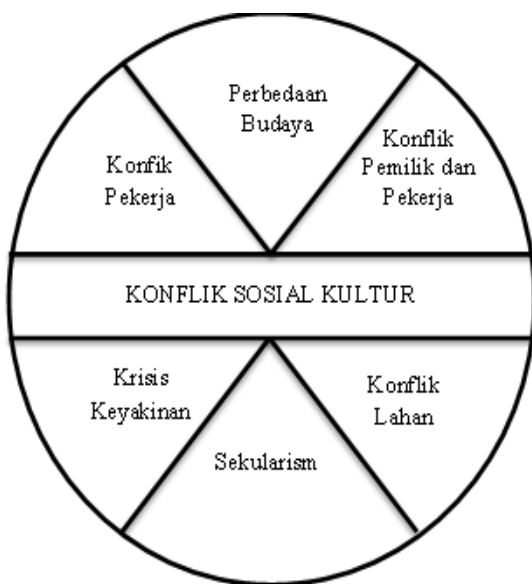 Perbedaan
Budaya
Konfik
Pekerja
Konflik
Pemilik dan
Pekerja
KONFLIK SOSIAL KULTUR
Krisis
Keyakinan
Sekularism
Konflik
Lahan